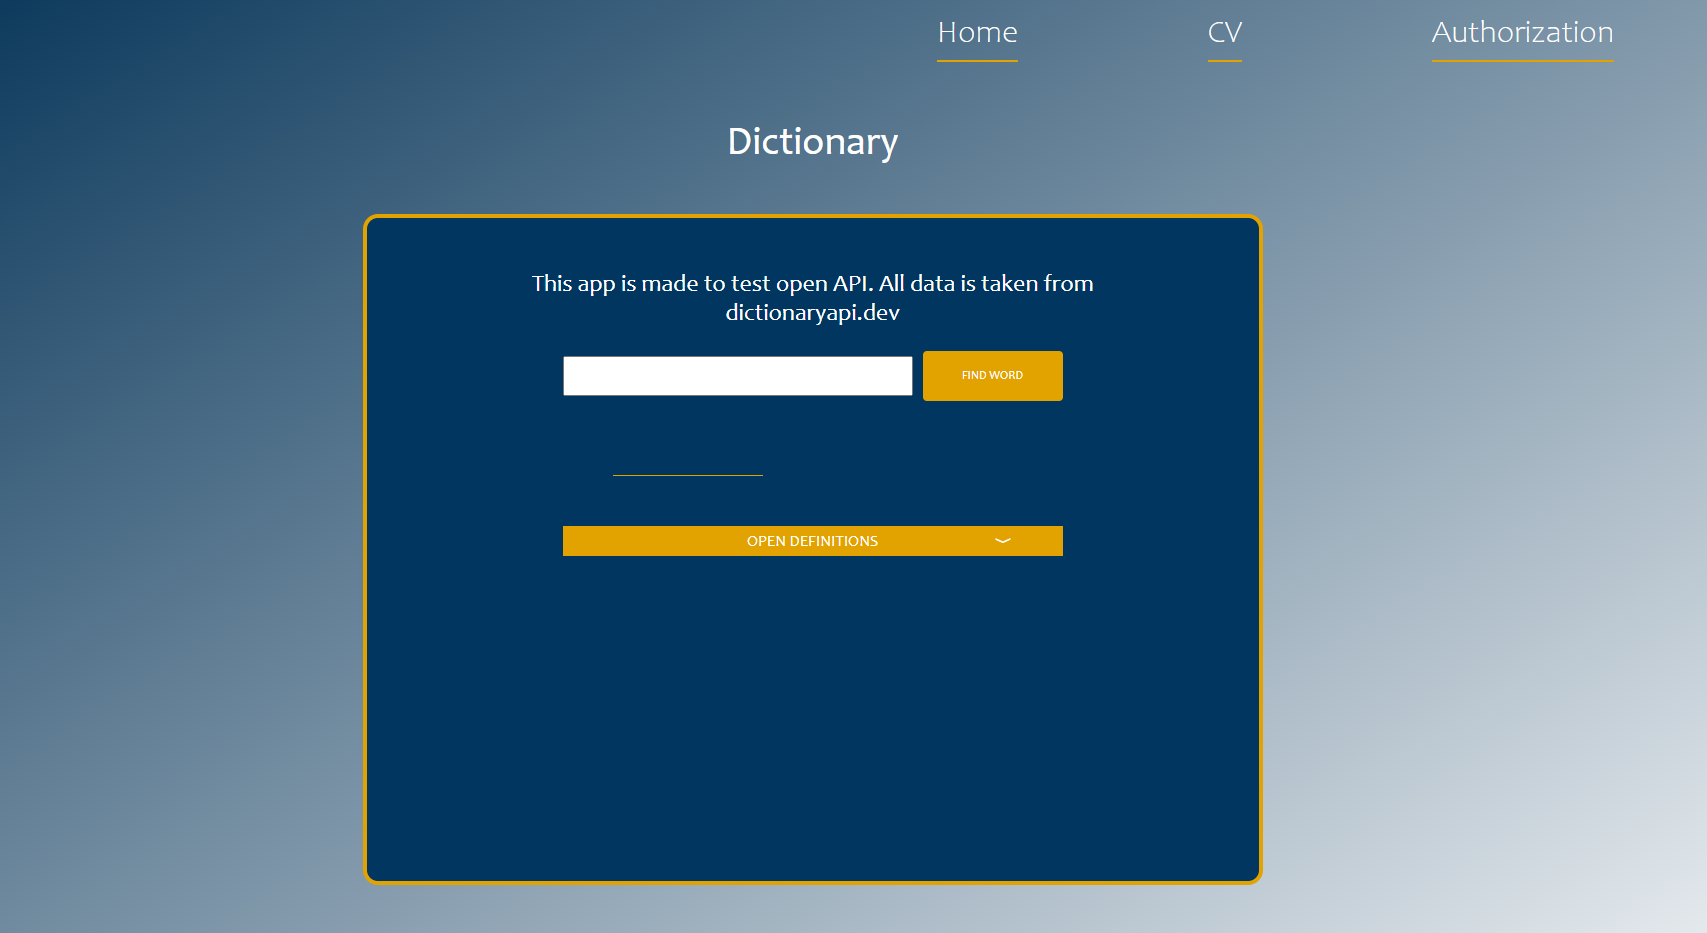 Home CV Authorization
Dictionary
This app is made to test open API. All data is taken from
dictionaryapi.dev
FIND WORD
OPEN DEFINITIONS